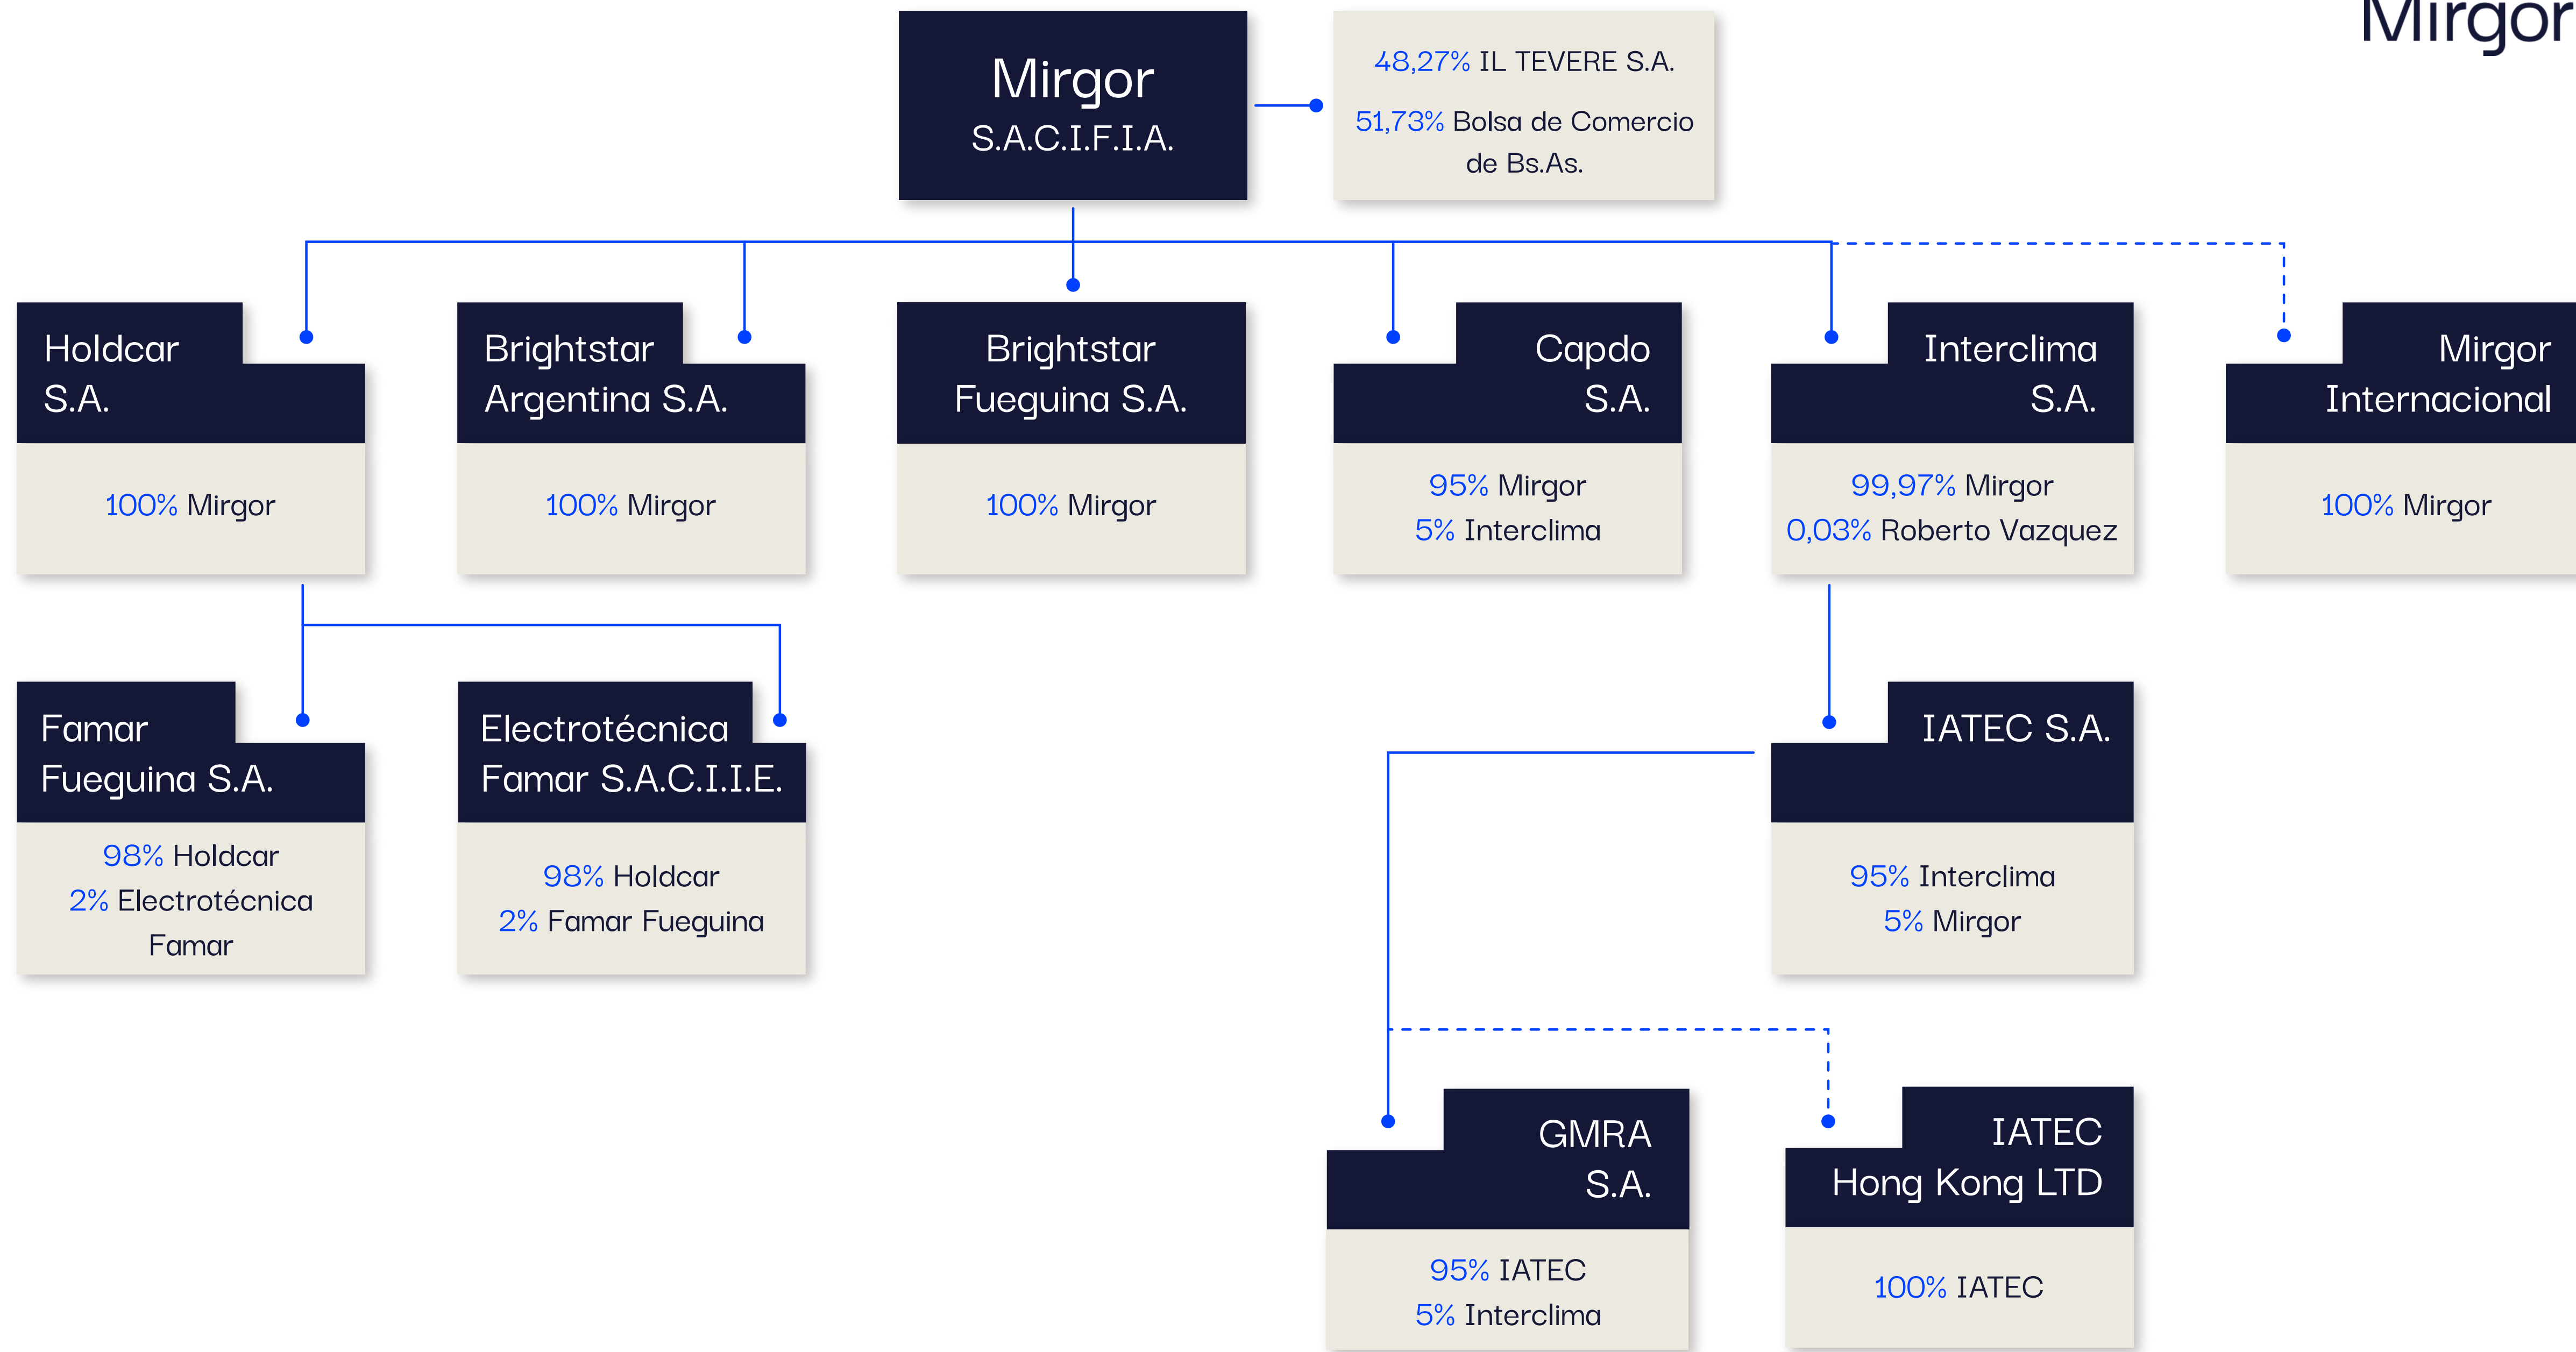 Mirgor
Mirgor
S.A.C.I.F.I.A.
48,27% IL TEVERE S.A.
51,73% Bolsa de Comercio
de Bs.As.
Holdcar
S.A.
100% Mirgor
Brightstar
Argentina S.A.
100% Mirgor
Brightstar
Fueguina S.A.
100% Mirgor
Capdo
S.A.
95% Mirgor
5% Interclima
Interclima
S.A.
99,97% Mirgor
0,03% Roberto Vazquez
Mirgor
Internacional
100% Mirgor
Famar
Fueguina S.A.
98% Holdcar
2% Electrotécnica
Famar
Electrotécnica
Famar S.A.C.I.I.E.
98% Holdcar
2% Famar Fueguina
IATEC S.A.
95% Interclima
5% Mirgor
GMRA
S.A.
95% IATEC
5% Interclima
IATEC
Hong Kong LTD
100% IATEC